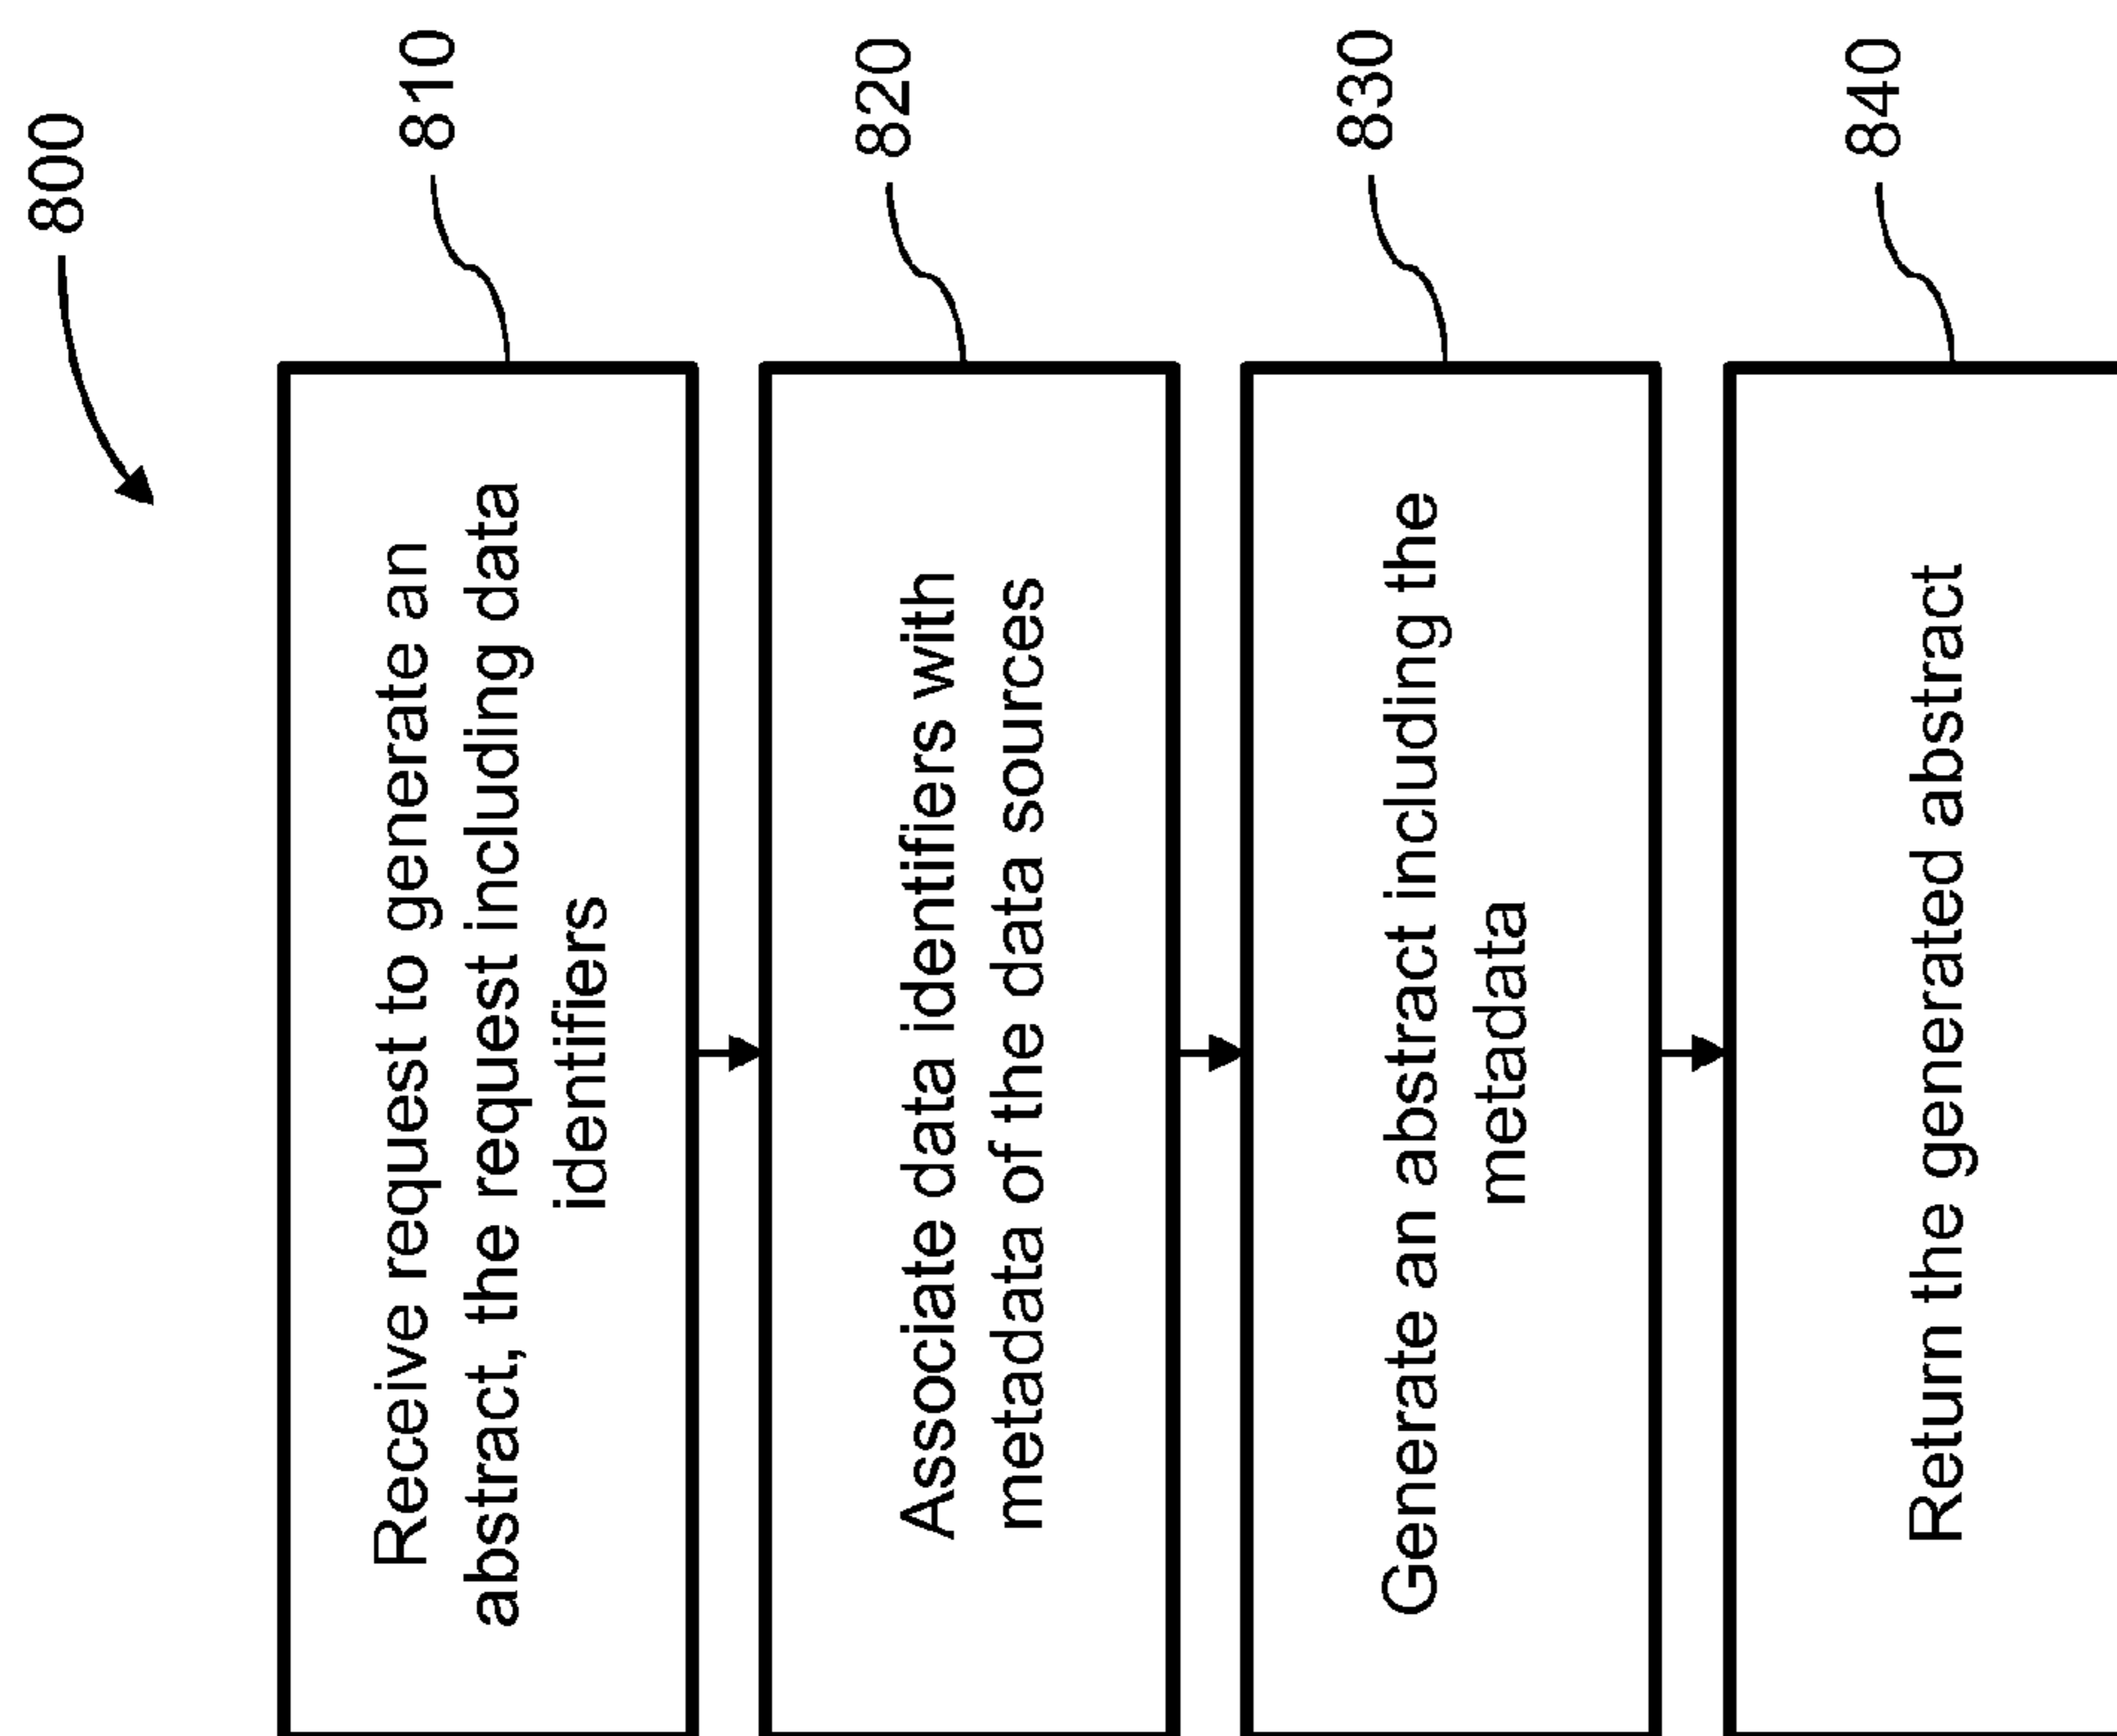 800
810
Receive request to generate an
abstract, the request including data
identifiers
820
Associate data identifiers with
metadata of the data sources
830
Generate an abstract including the
metadata
840
Return the generated abstract